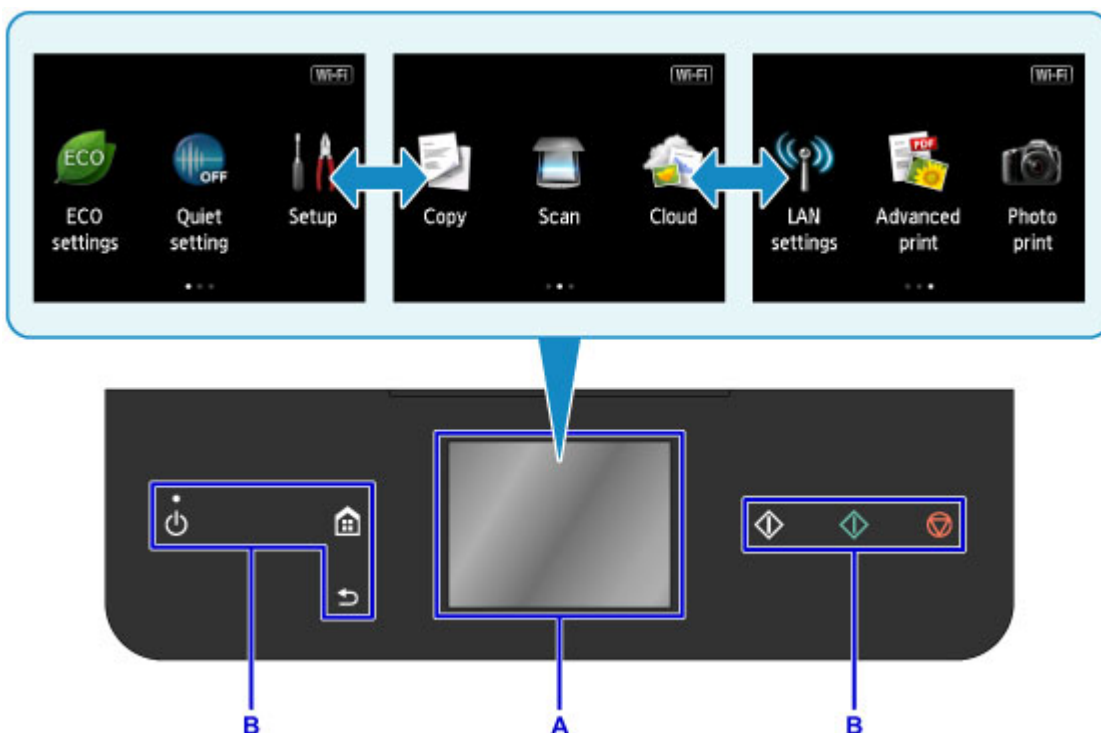 Wi-Fi
Wi-Fi
Wi-Fi
ECO
OFF
PDF
ECO
settings
Quiet
setting
Setup
Copy
Scan
Cloud
LAN
settings
Advanced
print
Photo
print
B
A
B